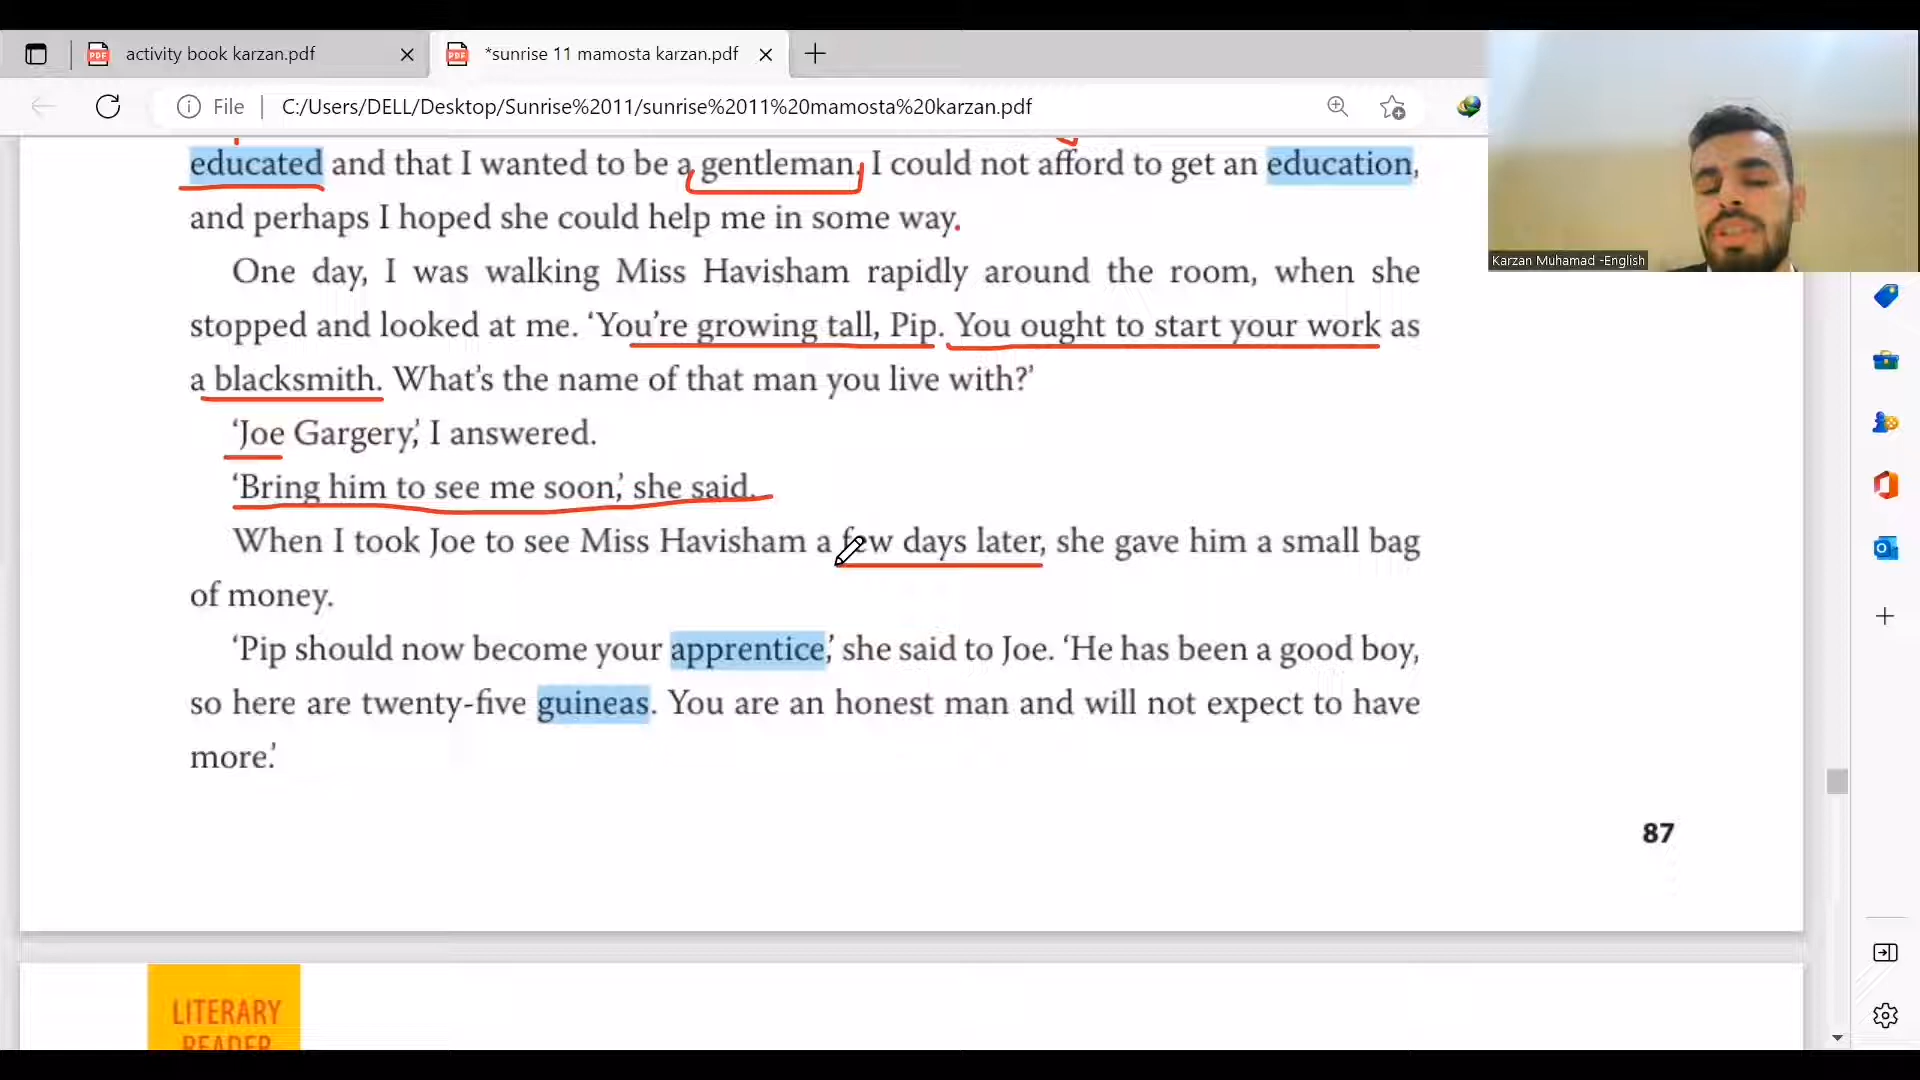 activity book karzan.pdf
*sunrise 11 mamosta karzan.pdf
File
C:/Users/DELL/Desktop/Sunrise%2011/sunrise%2011%20mamosta%20karzan.pdf
Karzan Muhamad -English
educated and that I wanted to be a gentleman, I could not afford to get an education,
and perhaps I hoped she could help me in some way.
One day, I was walking Miss Havisham rapidly around the room, when she
stopped and looked at me. ‘You’re growing tall, Pip. You ought to start your work as
a blacksmith. What’s the name of that man you live with?’
‘Joe Gargery,’ I answered.
‘Bring him to see me soon,’ she said.
When I took Joe to see Miss Havisham a few days later, she gave him a small bag
of money.
‘Pip should now become your apprentice,’ she said to Joe. ‘He has been a good boy,
so here are twenty-five guineas. You are an honest man and will not expect to have
more.’
87
LITERARY
READER